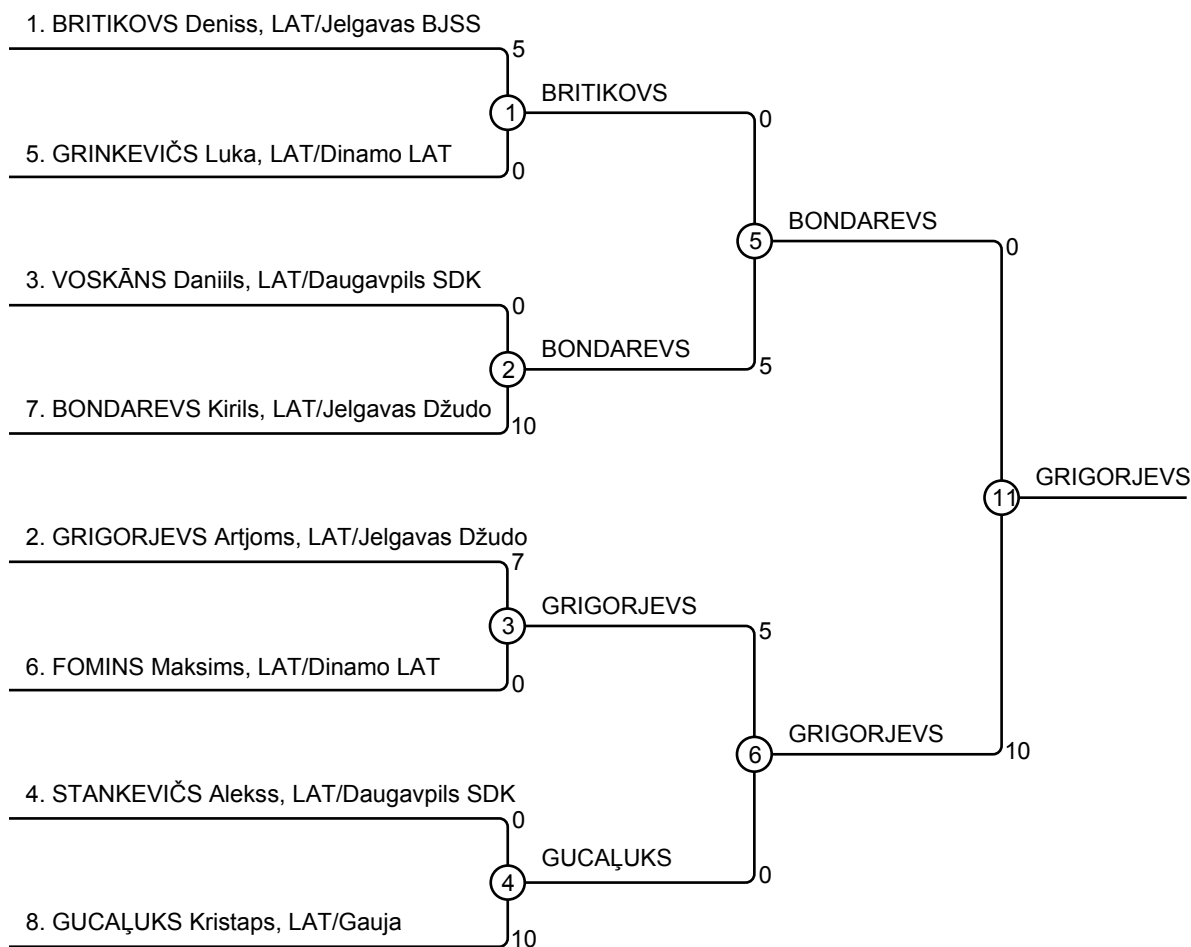 1. BRITIKOVS Deniss, LAT/Jelgavas BJSS
5
1
BRITIKOVS
0
5. GRINKEVIČS Luka, LAT/Dinamo LAT
0
5
BONDAREVS
0
3. VOSKĀNS Daniils, LAT/Daugavpils SDK
0
2
BONDAREVS
5
7. BONDAREVS Kirils, LAT/Jelgavas Džudo
10
11
GRIGORJEVS
2. GRIGORJEVS Artjoms, LAT/Jelgavas Džudo
7
3
GRIGORJEVS
5
6. FOMINS Maksims, LAT/Dinamo LAT
0
6
GRIGORJEVS
10
4. STANKEVIČS Alekss, LAT/Daugavpils SDK
0
4
GUCAĻUKS
0
8. GUCAĻUKS Kristaps, LAT/Gauja
10